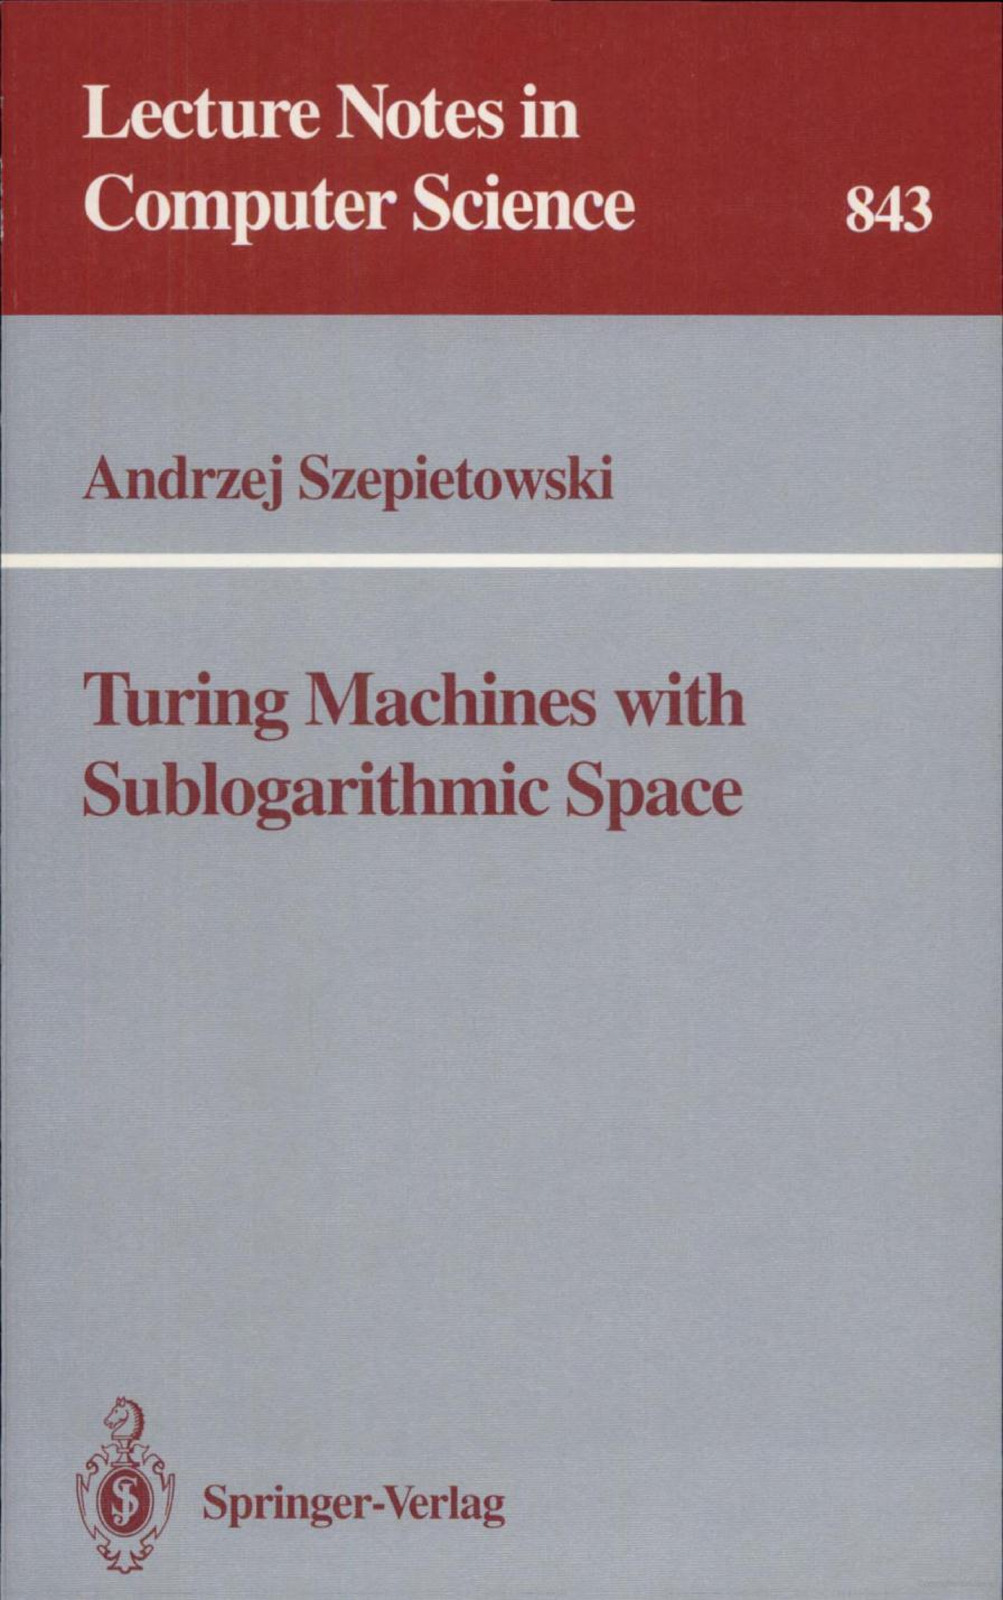 Lecture Notes in
Computer Science 843
Andrzej Szepietowski
Turing Machines with
Sublogarithmic Space
Springer-Verlag